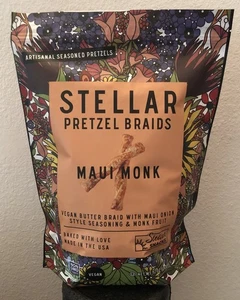 ARTISANAL SEASONED PRETZELS
STELLAR
PRETZEL BRAIDS
MAUI MONK
VEGAN BUTTER BRAID WITH MAUI ONION
STYLE SEASONING & MONK FRUIT
BAKED WITH LOVE
MADE IN THE USA
VEGAN